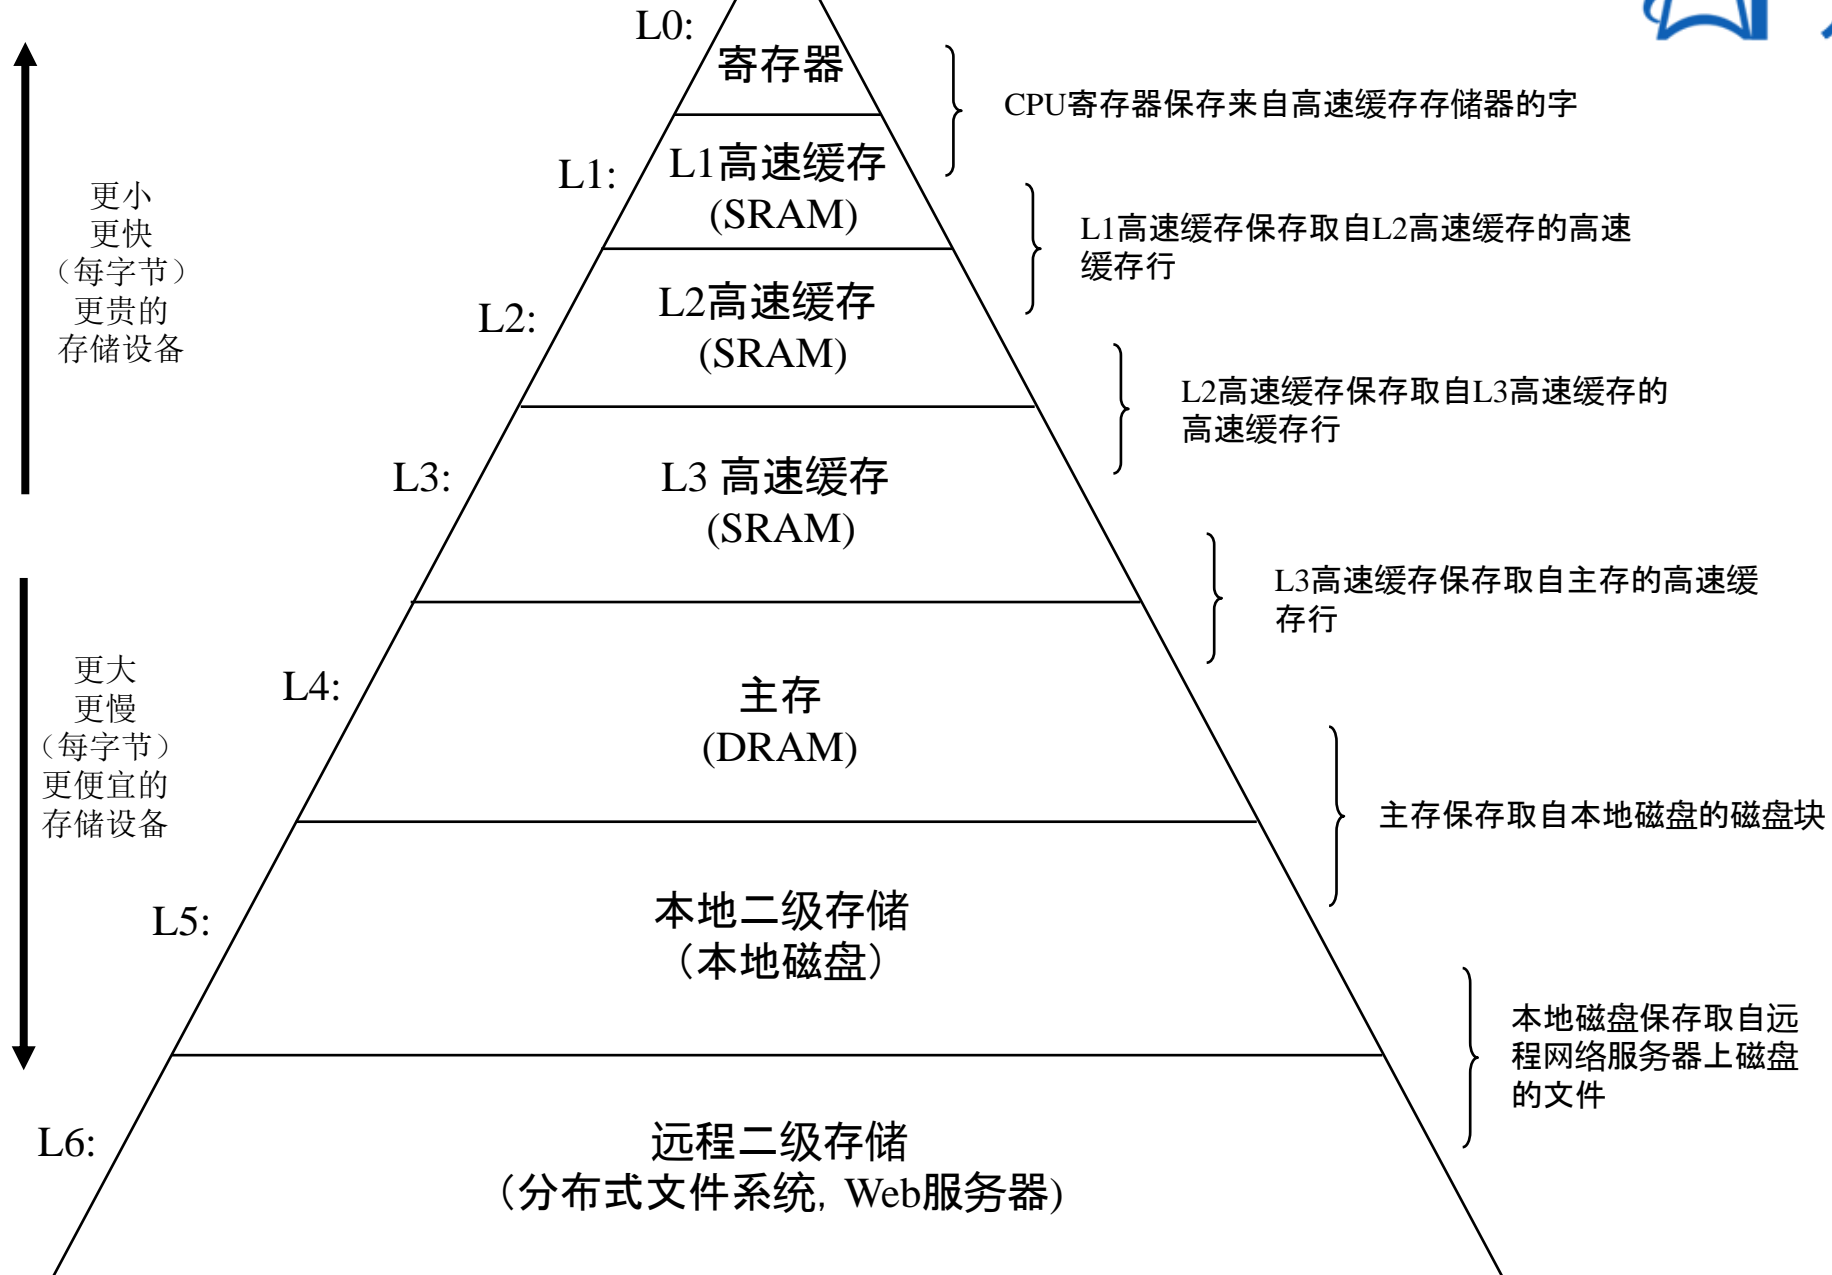 L0:
寄存器
CPU寄存器保存来自高速缓存存储器的字
L1:
L1高速缓存
(SRAM)
L1高速缓存保存取自L2高速缓存的高速
缓存行
更小
更快
（每字节）
更贵的
存储设备
L2:
L2高速缓存
(SRAM)
L2高速缓存保存取自L3高速缓存的
高速缓存行
L3:
L3 高速缓存
(SRAM)
L3高速缓存保存取自主存的高速缓
存行
更大
更慢
（每字节）
更便宜的
存储设备
L4:
主存
(DRAM)
主存保存取自本地磁盘的磁盘块
L5:
本地二级存储
（本地磁盘）
本地磁盘保存取自远
程网络服务器上磁盘
的文件
L6:
远程二级存储
（分布式文件系统, Web服务器)